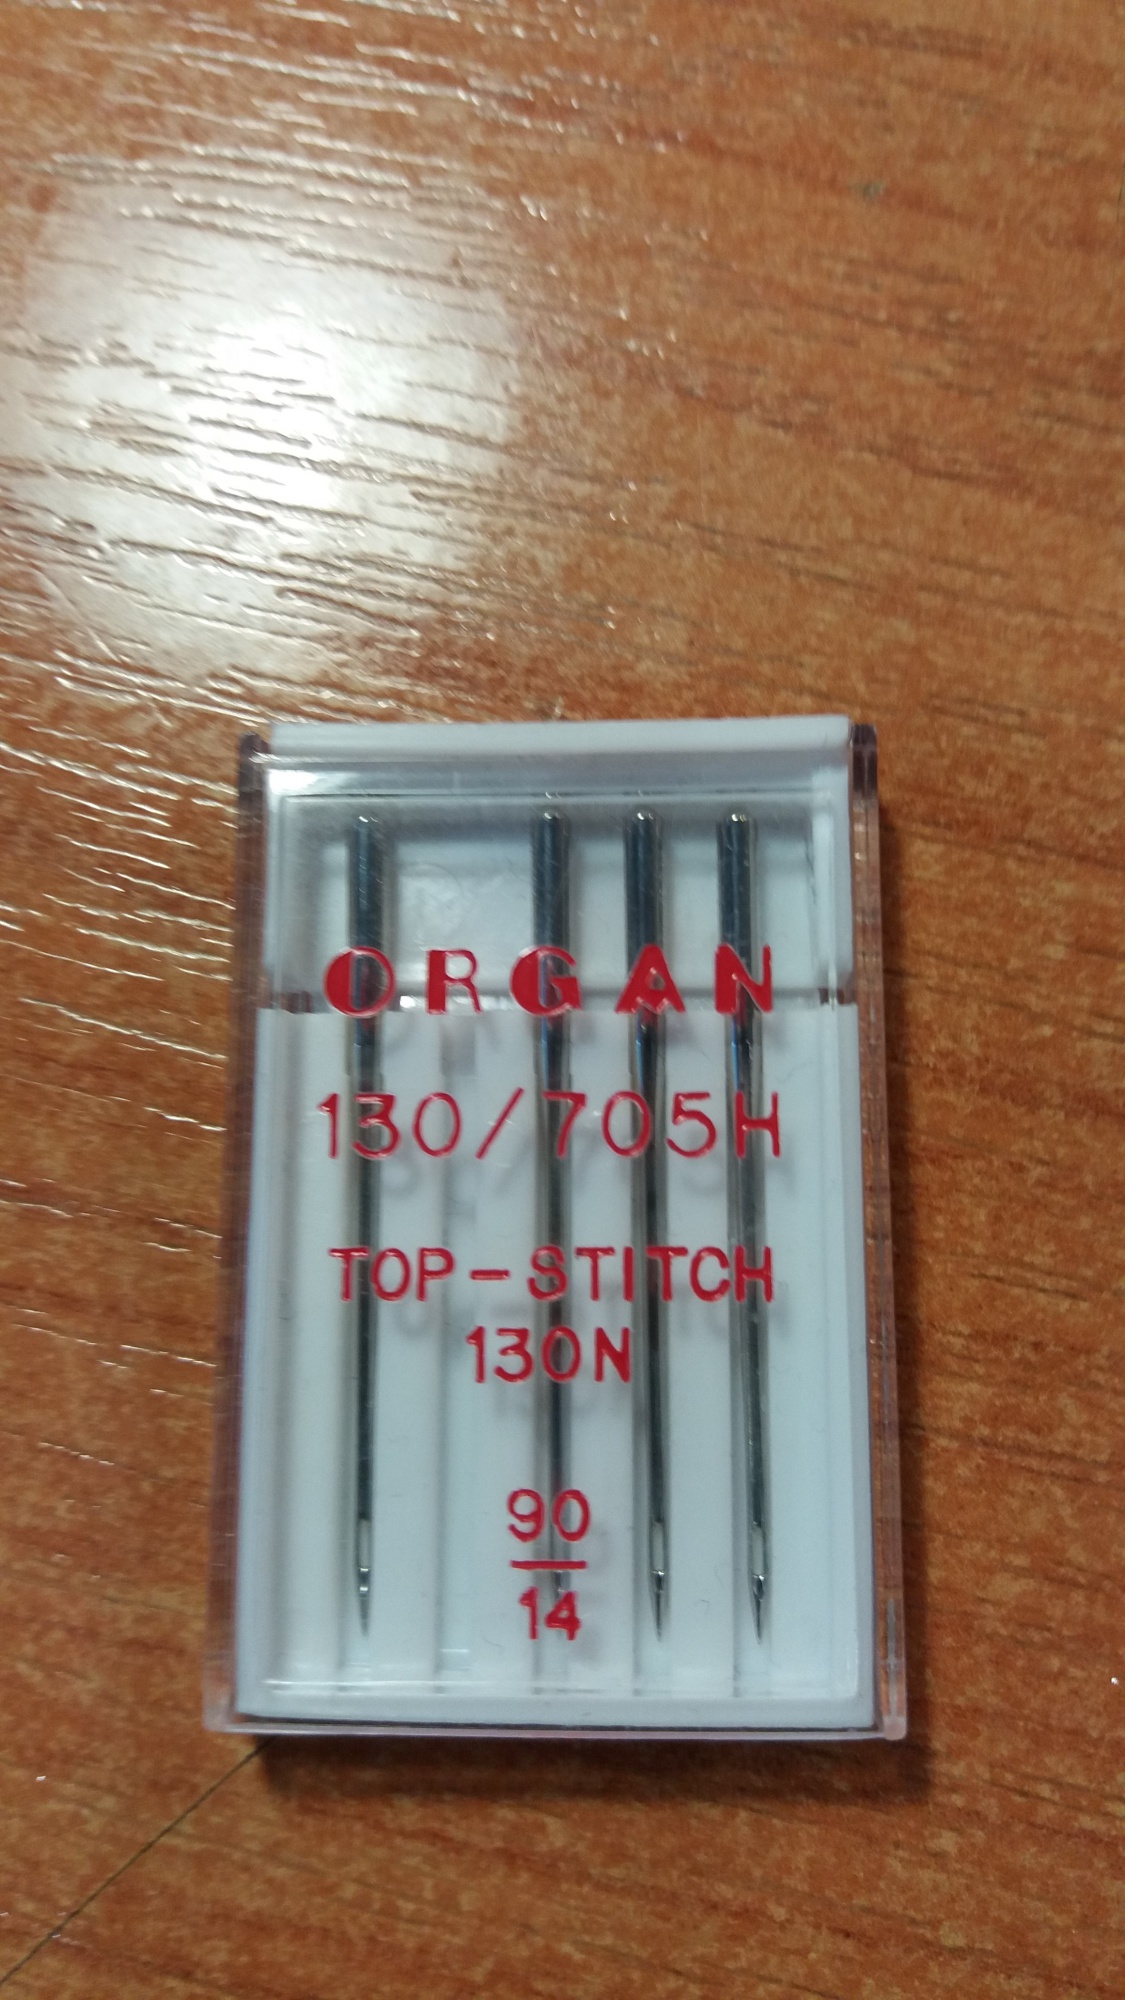 ORGAN
130/705H
TOP-STITCH
130N
90
14